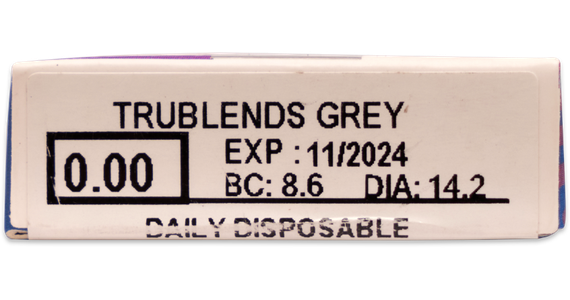 TRUBLENDS GREY
0.00
EXP : 11/2024
BC: 8.6 DIA: 14.2
DAILY DISPOSABLE